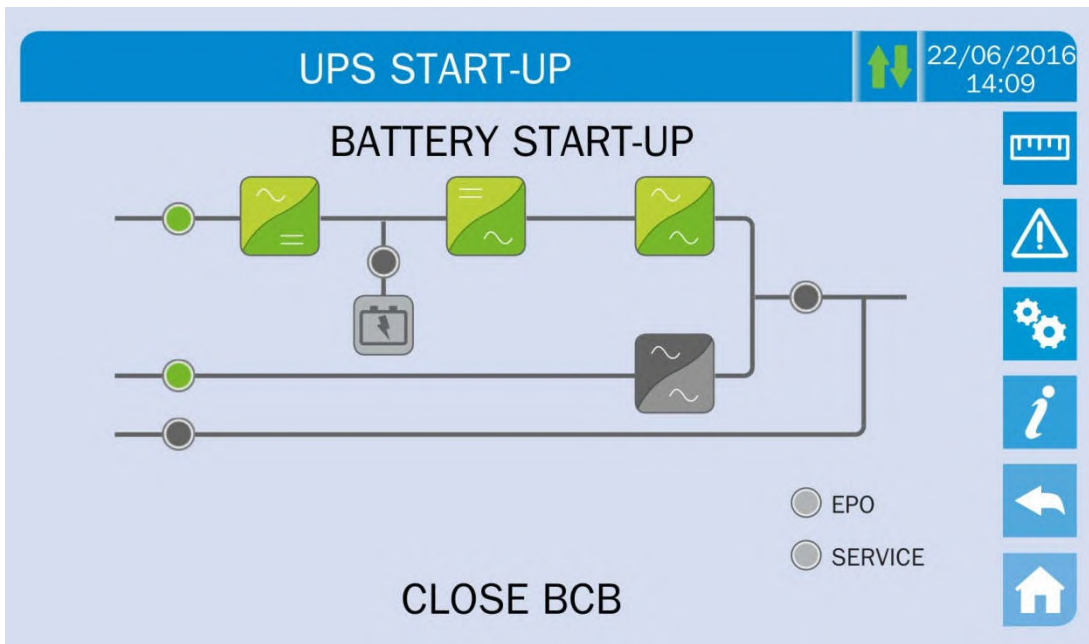 UPS START-UP
22/06/2016
14:09
BATTERY START-UP
EPO
SERVICE
CLOSE BCB